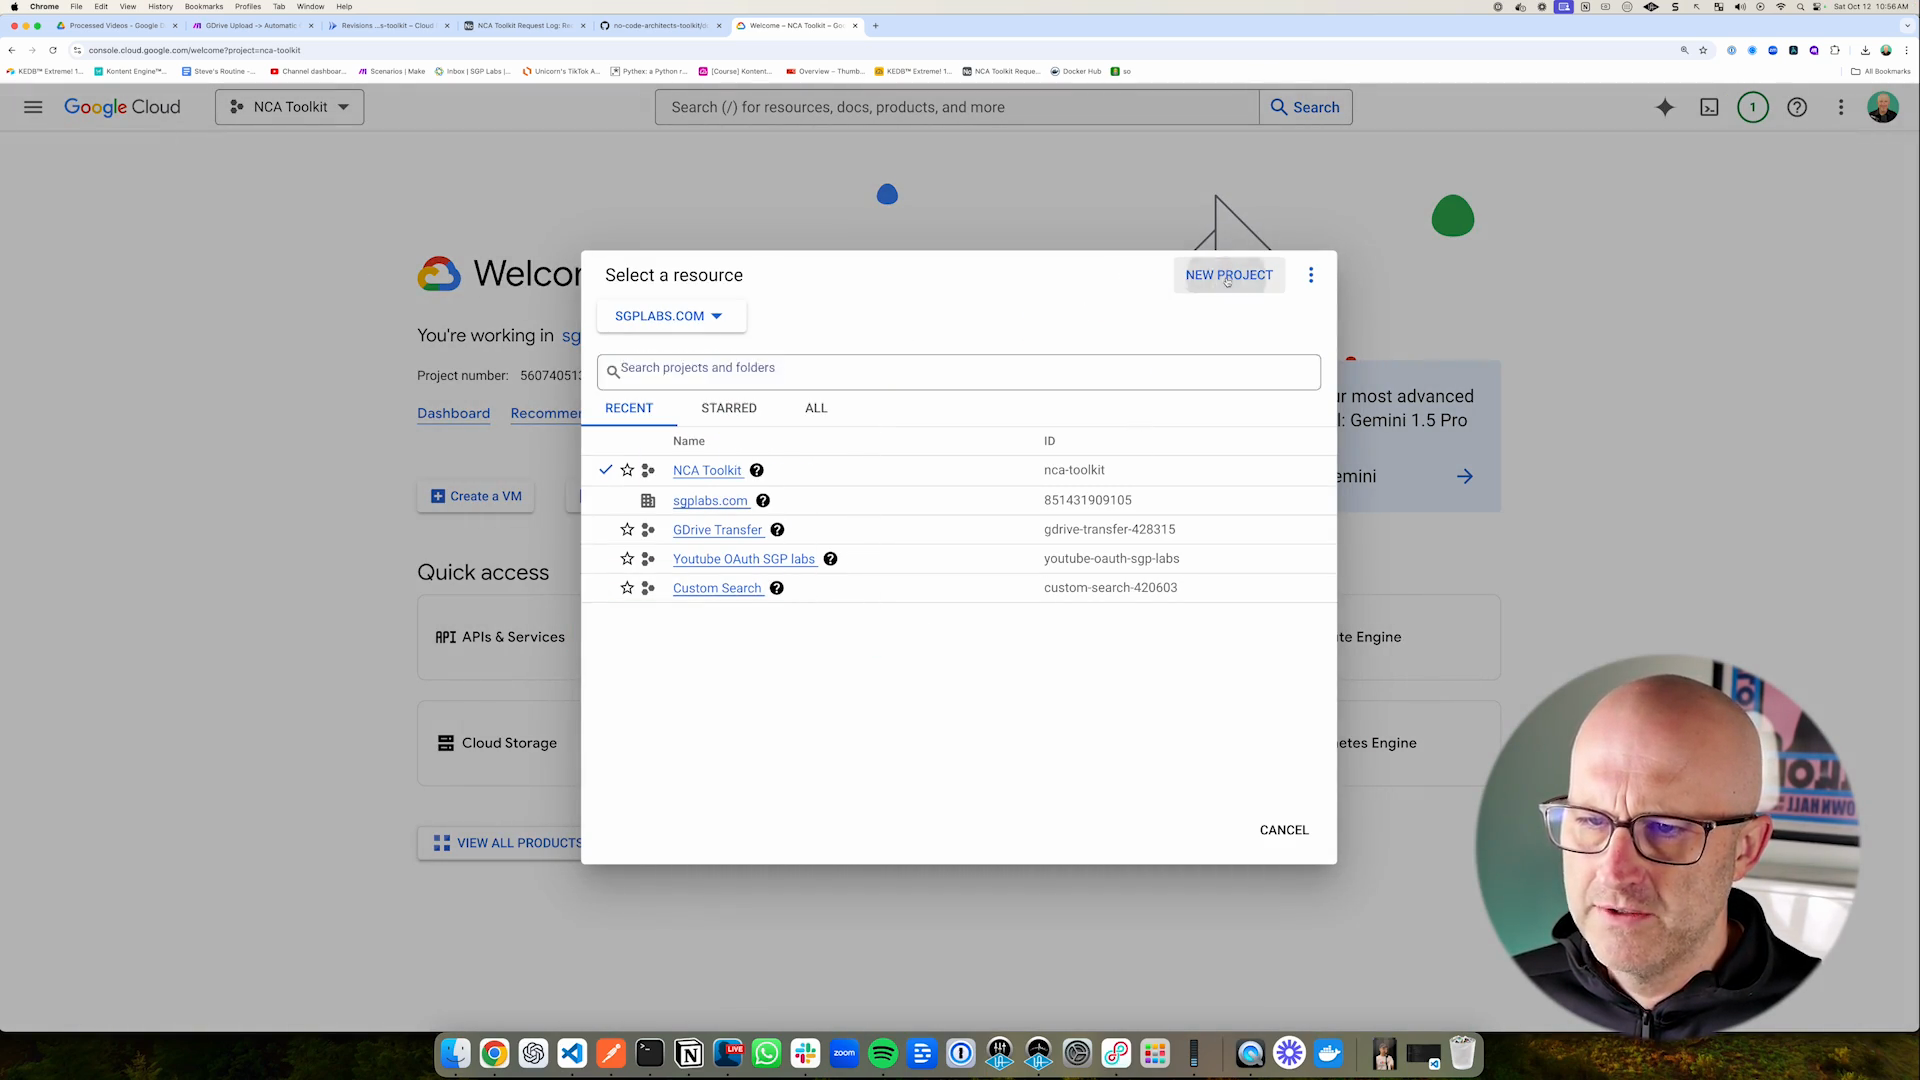 Chrome File Edit View History Bookmarks Profiles Tab Window Help
Sat Oct 12 10:56 AM
Processed Videos - Google D
GDrive Upload -> Automatic
Revisions ...s-toolkit – Cloud
NCA Toolkit Request Log: Re
no-code-architects-toolkit/do
Welcome – NCA Toolkit – Go
console.cloud.google.com/welcome?project=nca-toolkit
KEDB™ Extreme! 1...
Kontent Engine™...
Steve's Routine -...
Channel dashboar...
Scenarios | Make
Inbox | SGP Labs |...
Unicorn's TikTok A...
Pythex: a Python r...
[Course] Kontent...
Overview – Thumb...
KEDB™ Extreme! 1...
NCA Toolkit Reque...
Docker Hub
so
All Bookmarks
Google Cloud
NCA Toolkit
Search (/) for resources, docs, products, and more
Search
1
Welco
Select a resource
NEW PROJECT
SGPLABS.COM
You're working in sg
Search projects and folders
Project number: 56074051
RECENT STARRED ALL
Dashboard Recommen
ur most advanced
l: Gemini 1.5 Pro
Name ID
NCA Toolkit nca-toolkit
emini
Create a VM
sgplabs.com 851431909105
GDrive Transfer gdrive-transfer-428315
Youtube OAuth SGP labs youtube-oauth-sgp-labs
Quick access
Custom Search custom-search-420603
API APIs & Services
te Engine
Cloud Storage
etes Engine
CANCEL
VIEW ALL PRODUCTS
LIVE
zoom